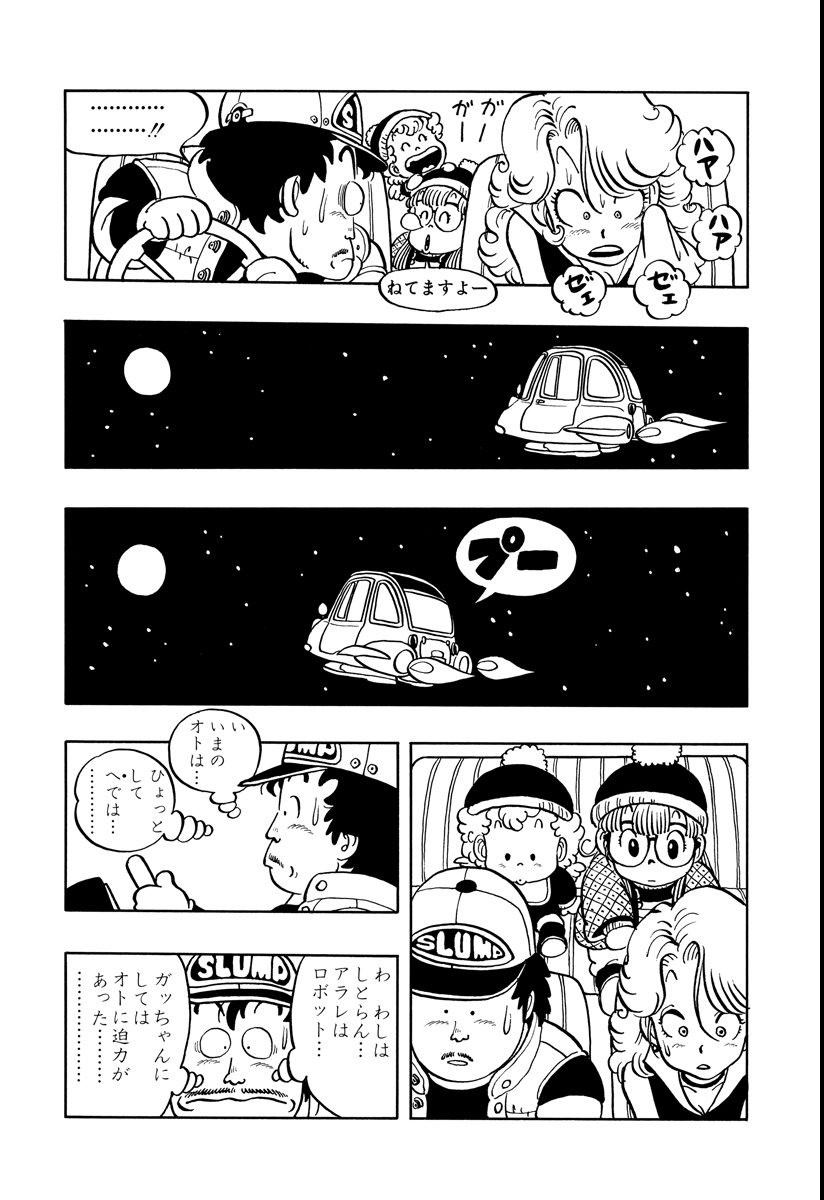 ハァ
ハァ
ゼェ
ゼェ
ガーガー
ねてますよー
S
…………
………!!
プー
い
いまの
オトは…
ひょっと
して
へでは…
…………
UMP
SLUMP
わ わしは
しとらん…
アラレは
ロボット…
ガッちゃんに
しては
オトに迫力が
あった………
……………
SLUMP